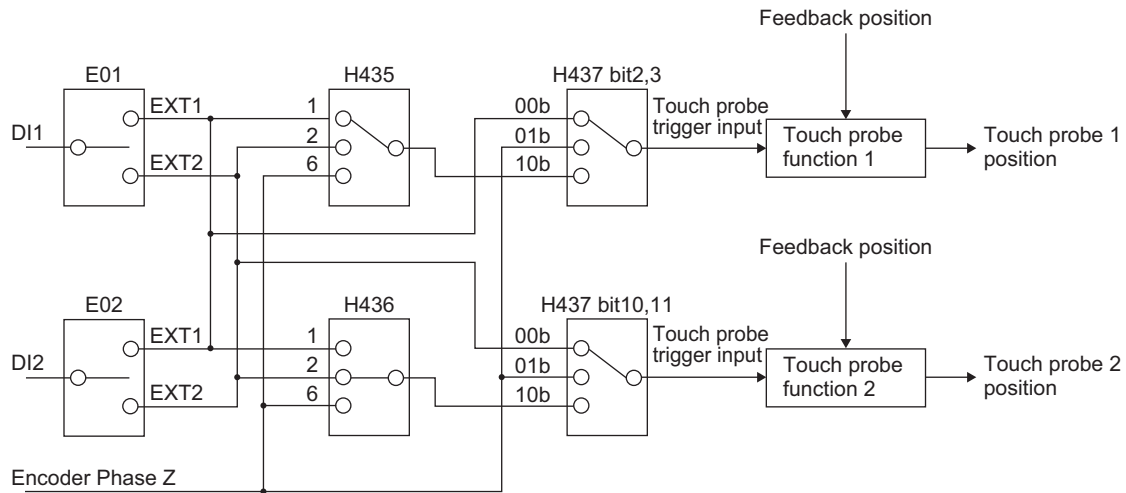 Feedback position
E01
H435
H437 bit2,3
DI1
EXT1
EXT2
1
2
6
00b
01b
10b
Touch probe
trigger input
Touch probe
function 1
Touch probe 1
position
Feedback position
E02
H436
H437 bit10,11
DI2
EXT1
EXT2
1
2
6
00b
01b
10b
Touch probe
trigger input
Touch probe
function 2
Touch probe 2
position
Encoder Phase Z